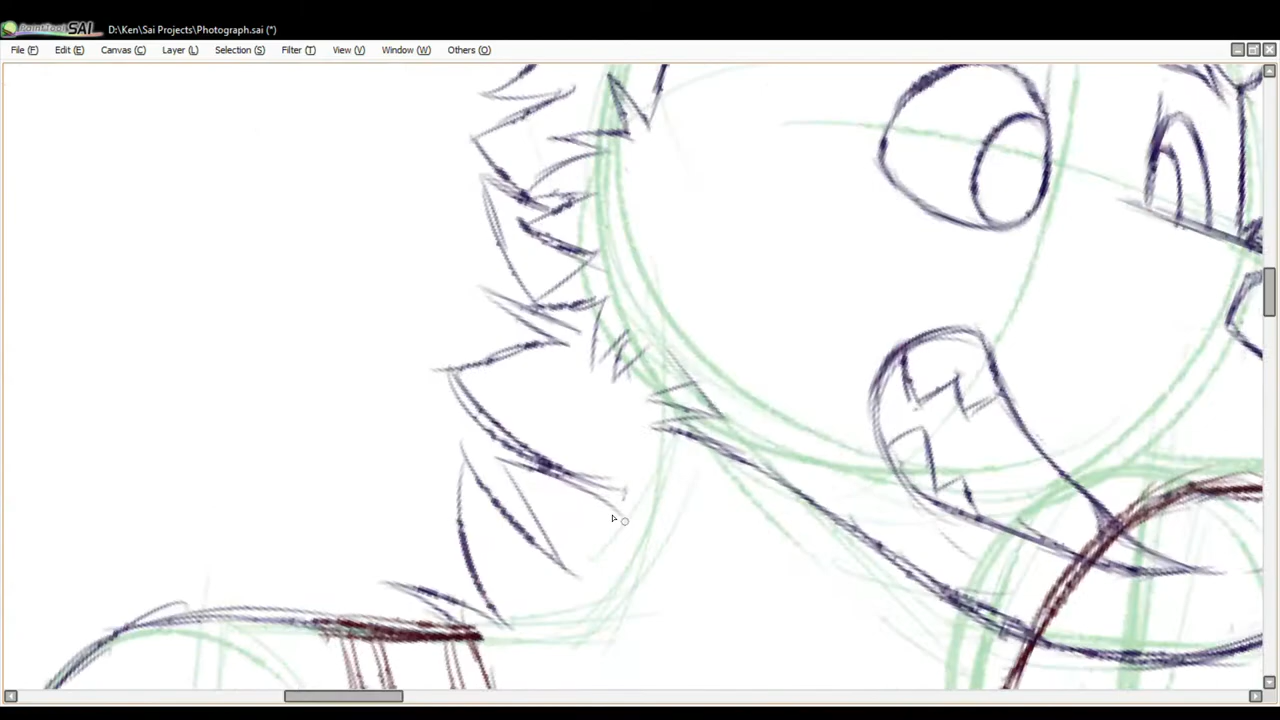 PaintTool SAI D:\Ken\Sai Projects\Photograph.sai (*)
File (F) Edit (E) Canvas (C) Layer (L) Selection (S) Filter (T) View (V) Window (W) Others (O)